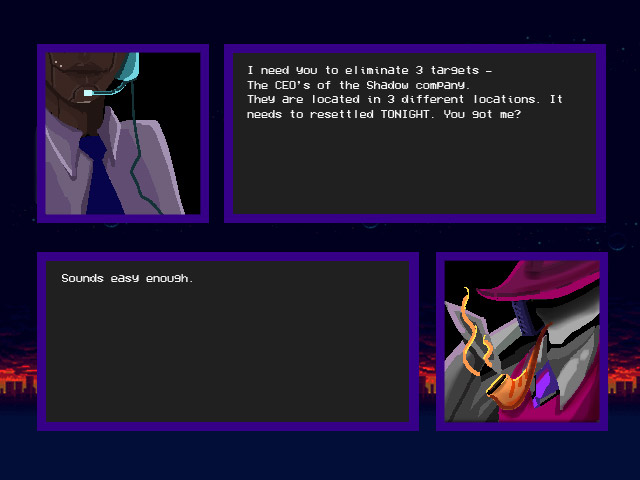 I need you to eliminate 3 targets -
The CEO's of the Shadow company.
They are located in 3 different locations. It
needs to resettled TONIGHT. You got me?
Sounds easy enough.